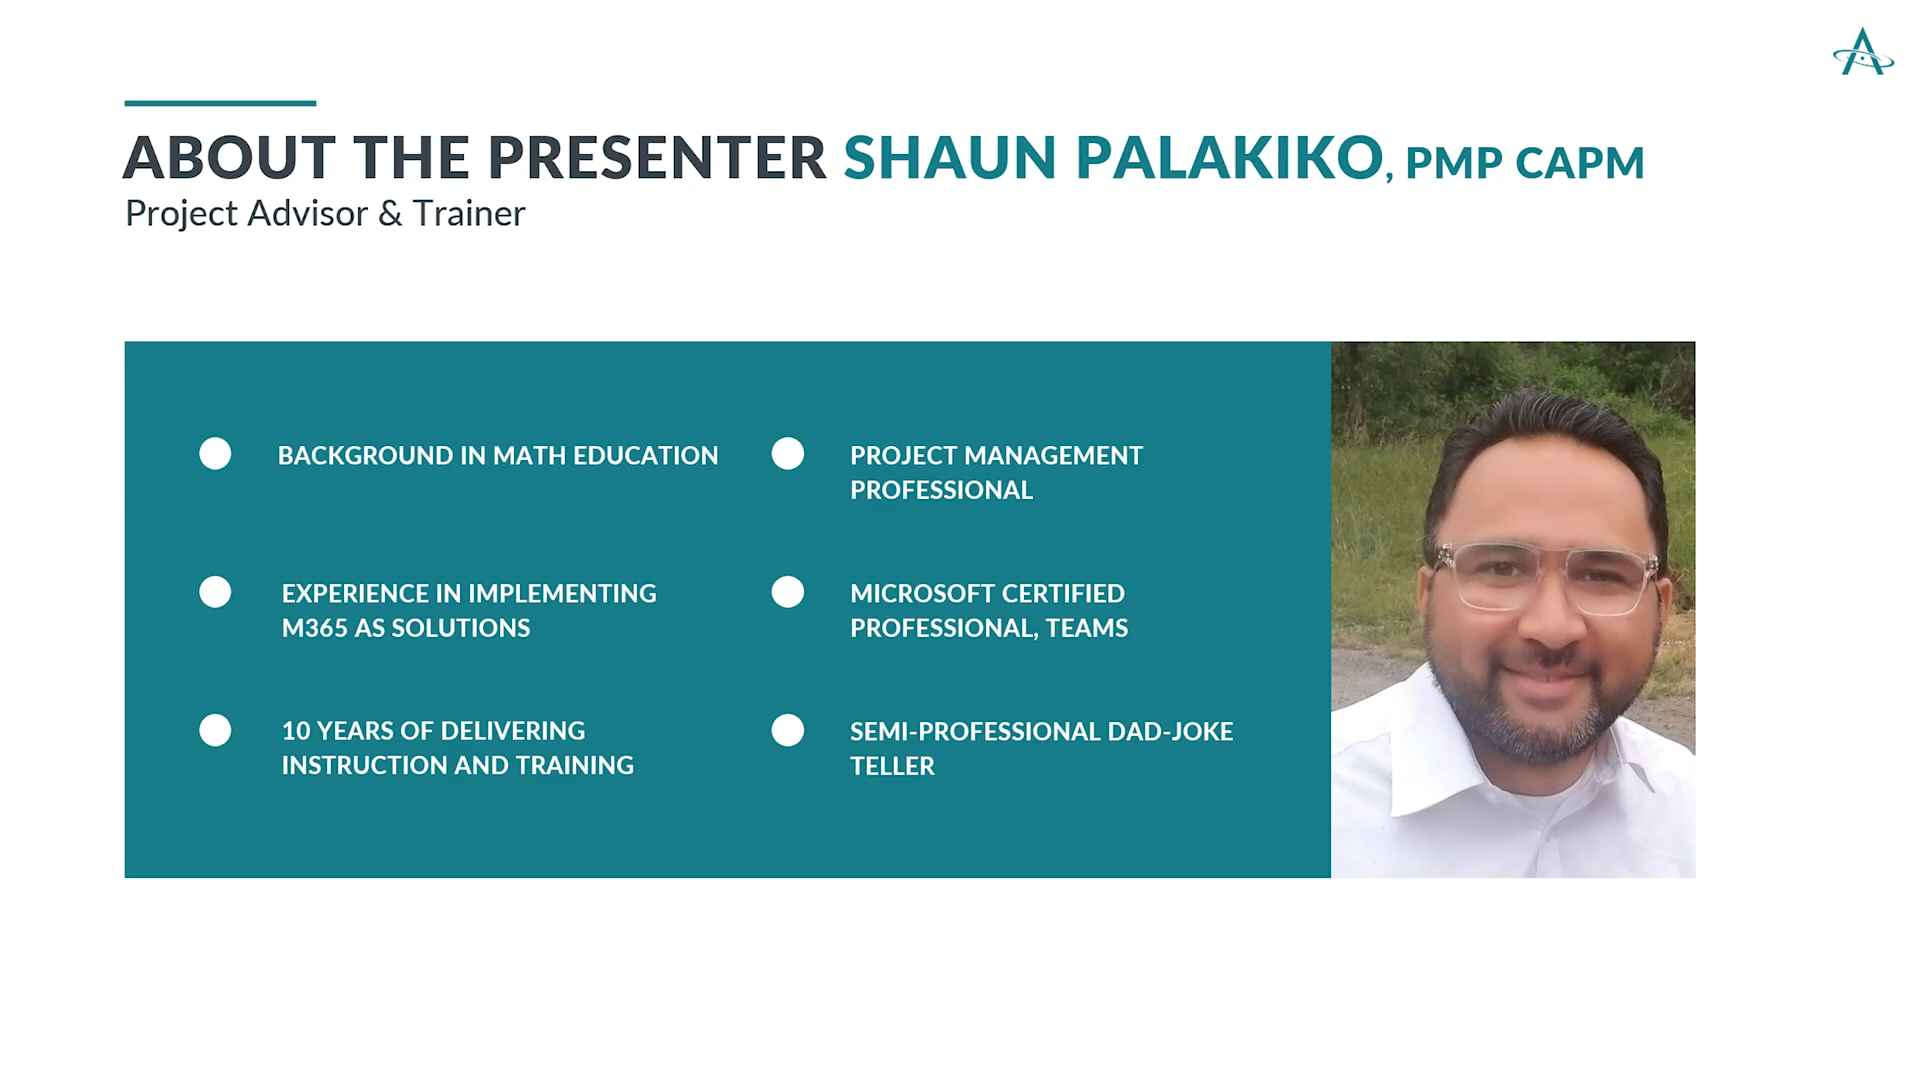 ABOUT THE PRESENTER SHAUN PALAKIKO, PMP CAPM
Project Advisor & Trainer
BACKGROUND IN MATH EDUCATION
EXPERIENCE IN IMPLEMENTING
M365 AS SOLUTIONS
10 YEARS OF DELIVERING
INSTRUCTION AND TRAINING
PROJECT MANAGEMENT
PROFESSIONAL
MICROSOFT CERTIFIED
PROFESSIONAL, TEAMS
SEMI-PROFESSIONAL DAD-JOKE
TELLER